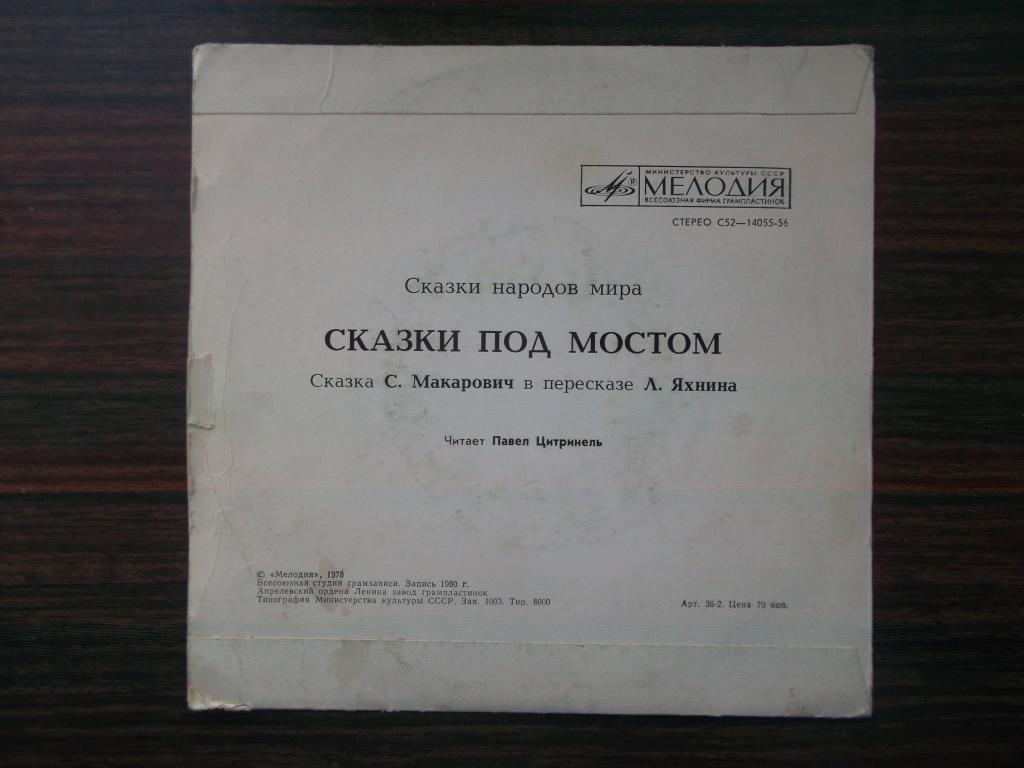 МИНИСТЕРСТВО КУЛЬТУРЫ СССР
® МЕЛОДИЯ
ВСЕСОЮЗНАЯ ФИРМА ГРАМПЛАСТИНОК
СТЕРЕО С52—14055-56
Сказки народов мира
СКАЗКИ ПОД МОСТОМ
Сказка С. Макарович в пересказе Л. Яхнина
Читает Павел Цитринель
© «Мелодия», 1978
Всесоюзная студия грамзаписи. Запись 1980 г.
Апрелевский ордена Ленина завод грампластинок
Типография Министерства культуры СССР. Зак. 1003. Тир. 8000
Арт. 36-2. Цена 70 коп.